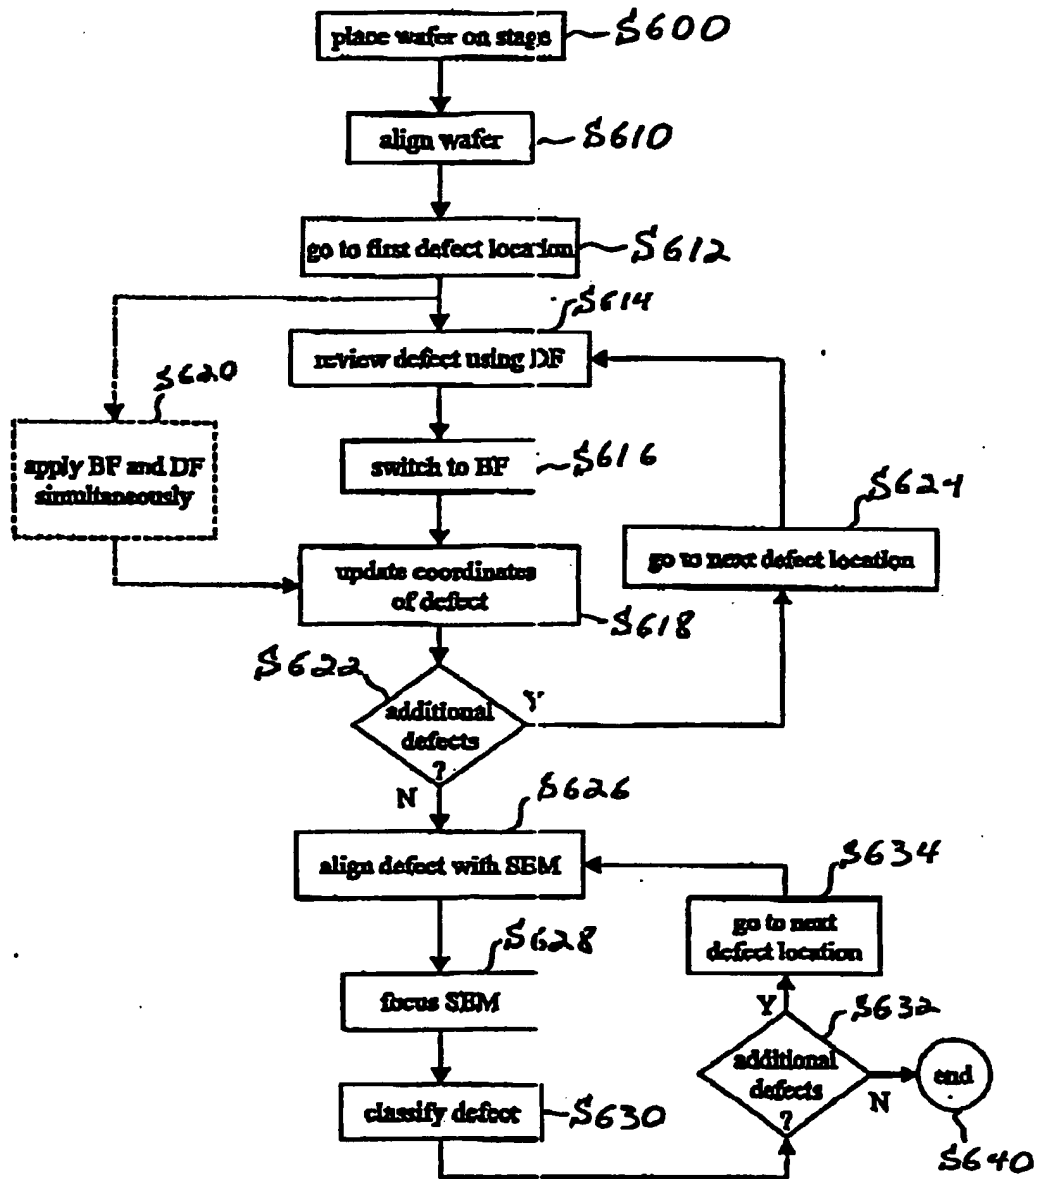 place wafer on stage
S600
align wafer
S610
go to first defect location
S612
S614
review defect using DF
S620
apply BF and DF
simultaneously
switch to BF
S616
S624
go to next defect location
update coordinates
of defect
S618
S622
additional
defects
?
Y
N
S626
align defect with SEM
S634
go to next
defect location
S628
focus SEM
Y
S632
additional
defects
?
N
end
classify defect
S630
S640